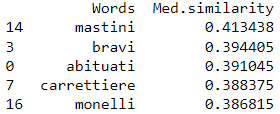 Words Med.similarity
14 mastini 0.413438
3 bravi 0.394405
0 abituati 0.391045
7 carrettiere 0.388375
16 monelli 0.386815